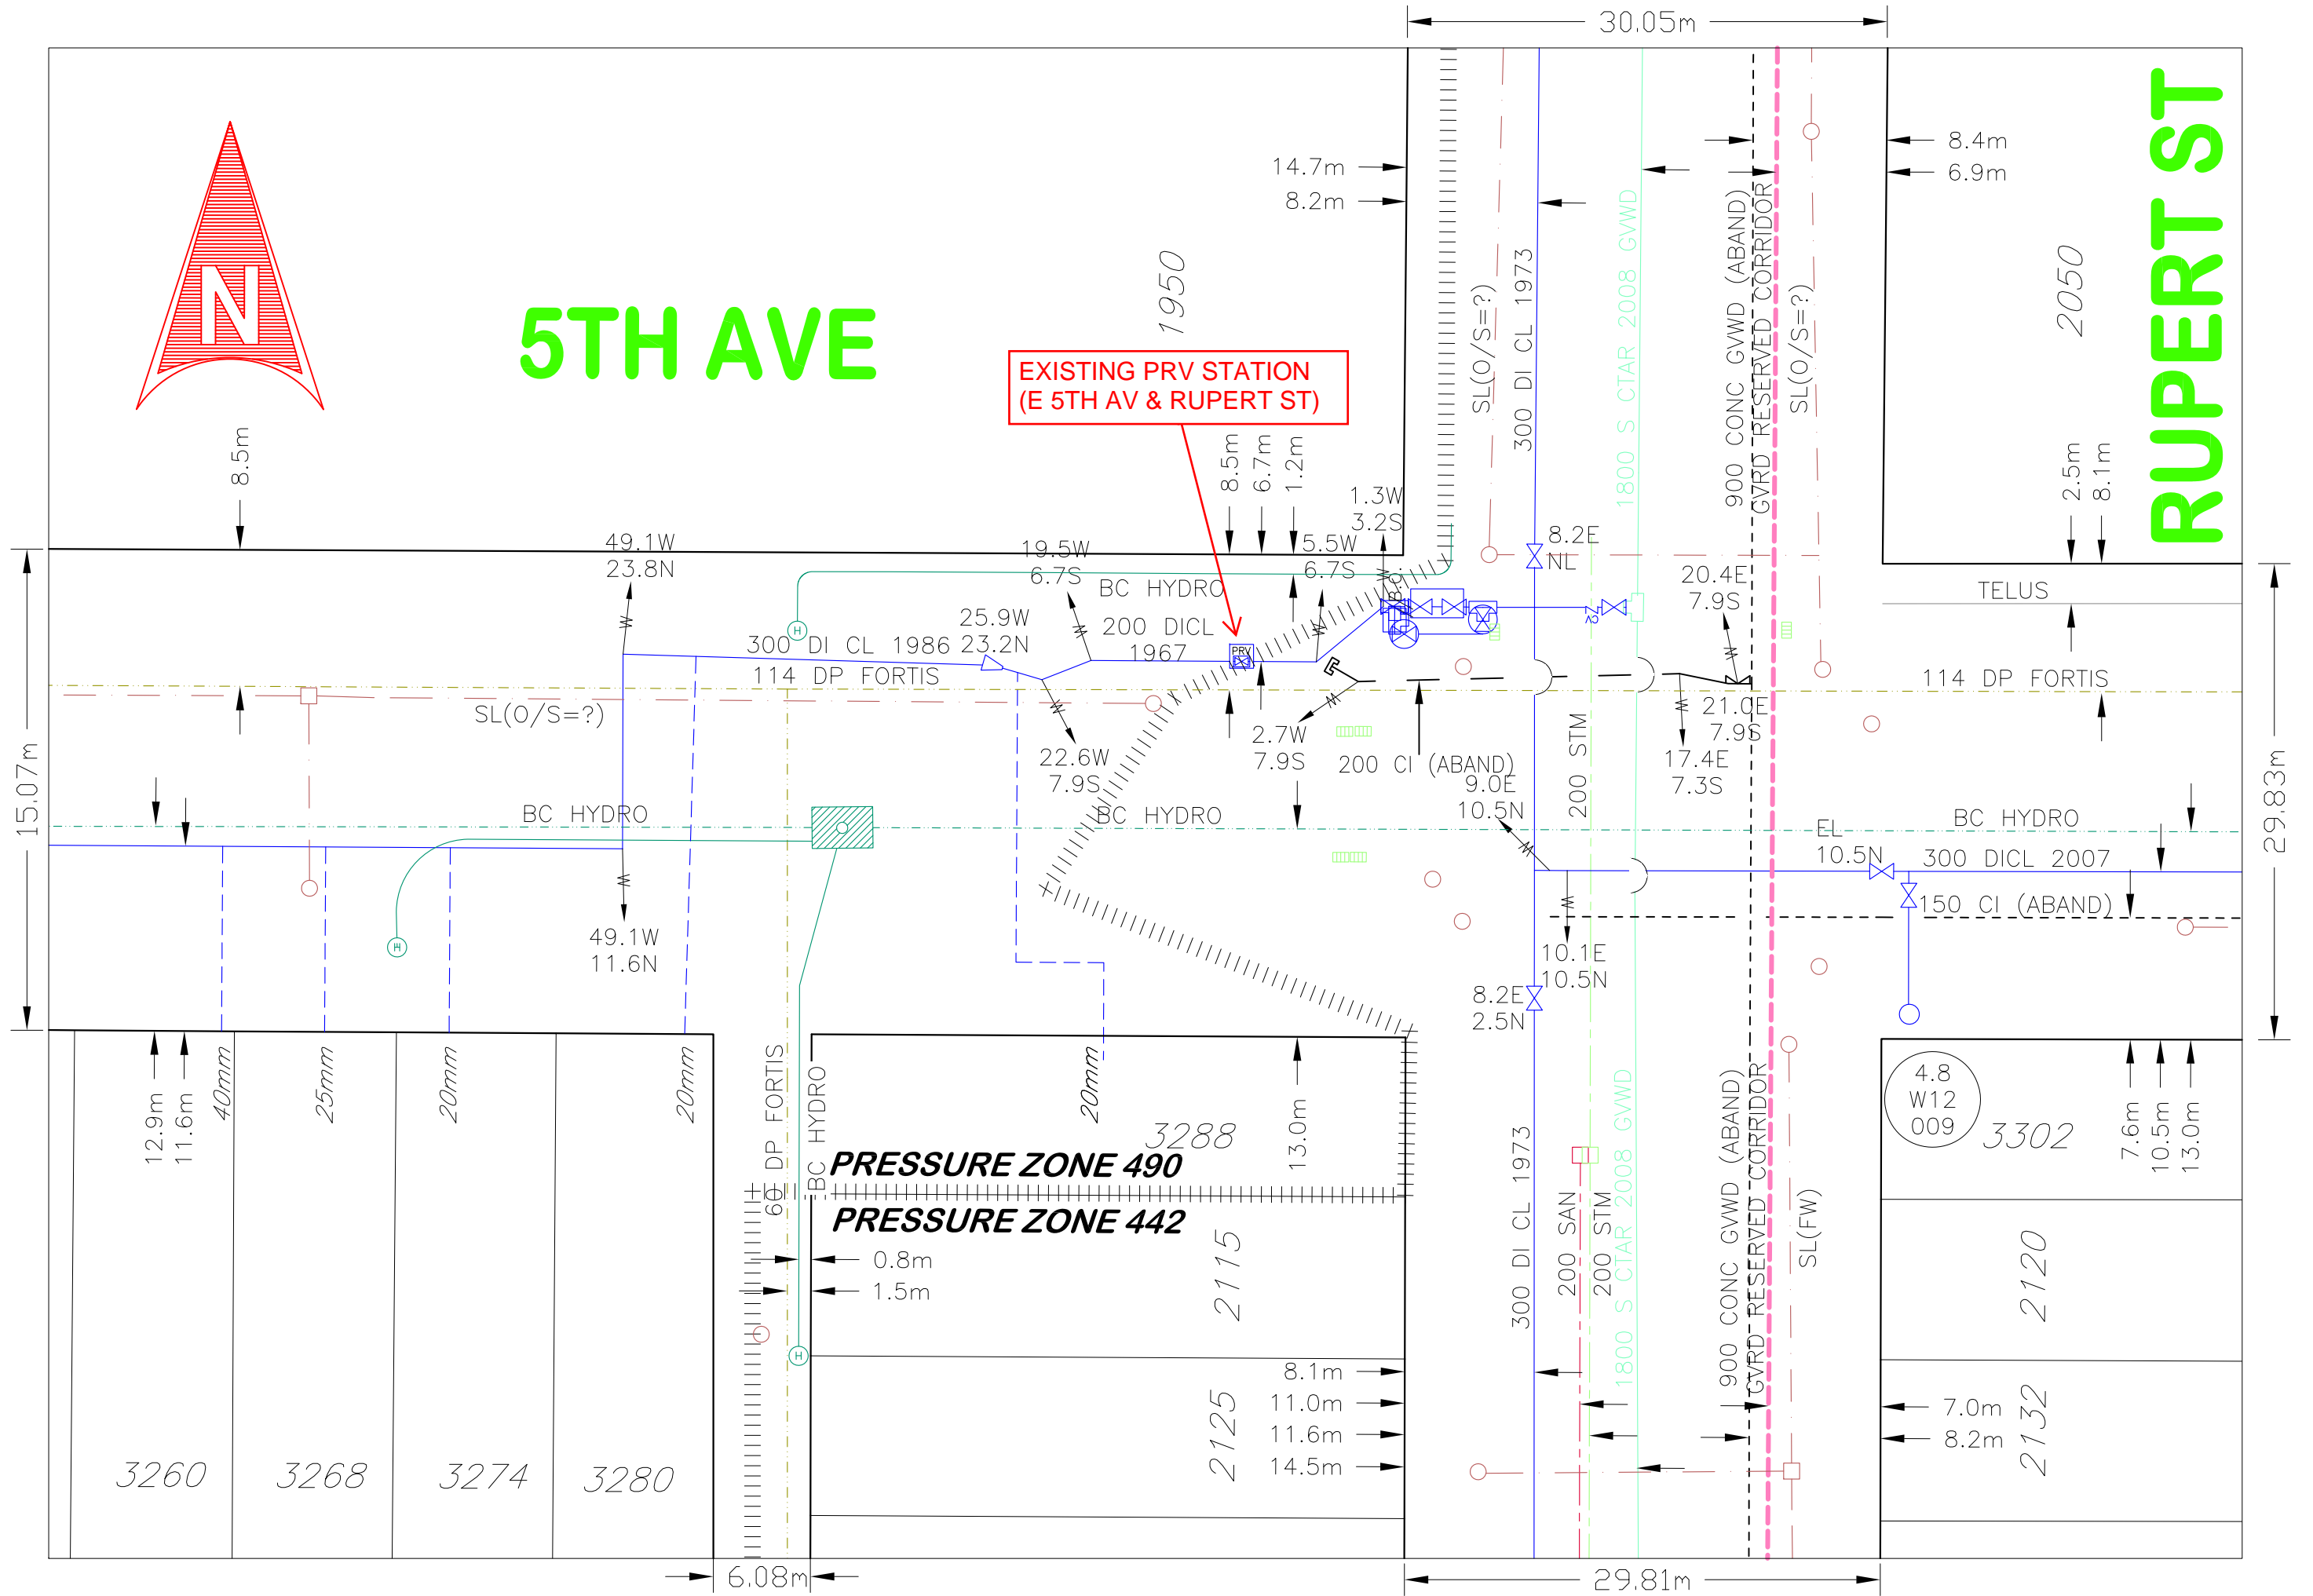 30.05m
RUPERT ST
N
5TH AVE
14.7m
8.2m
8.4m
6.9m
1950
2050
SL(O/S=?)
300 DI CL 1973
1800 S CTAR 2008 GVWD
900 CONC GVWD (ABAND)
GVRD RESERVED CORRIDOR
SL(O/S=?)
EXISTING PRV STATION
(E 5TH AV & RUPERT ST)
8.5m
8.5m
6.7m
1.2m
2.5m
8.1m
1.3W
3.2S
49.1W
23.8N
19.5W
6.7S
5.5W
6.7S
8.2E
NL
20.4E
7.9S
BC HYDRO
TELUS
H
25.9W
23.2N
200 DICL
1967
PRV
300 DI CL 1986
114 DP FORTIS
114 DP FORTIS
SL(O/S=?)
22.6W
7.9S
2.7W
7.9S
200 CI (ABAND)
21.0E
7.9S
17.4E
7.3S
200 STM
15.07m
29.83m
9.0E
10.5N
BC HYDRO
BC HYDRO
BC HYDRO
EL
10.5N
300 DICL 2007
150 CI (ABAND)
H
49.1W
11.6N
10.1E
10.5N
8.2E
2.5N
12.9m
11.6m
40mm
25mm
20mm
20mm
60 DP FORTIS
BC HYDRO
20mm
3288
13.0m
4.8
W12
009
3302
7.6m
10.5m
13.0m
PRESSURE ZONE 490
PRESSURE ZONE 442
300 DI CL 1973
200 SAN
200 STM
1800 S CTAR 2008 GVWD
900 CONC GVWD (ABAND)
GVRD RESERVED CORRIDOR
SL(FW)
0.8m
1.5m
2115
2120
H
8.1m
11.0m
11.6m
14.5m
2125
7.0m
8.2m
2132
3260
3268
3274
3280
6.08m
29.81m